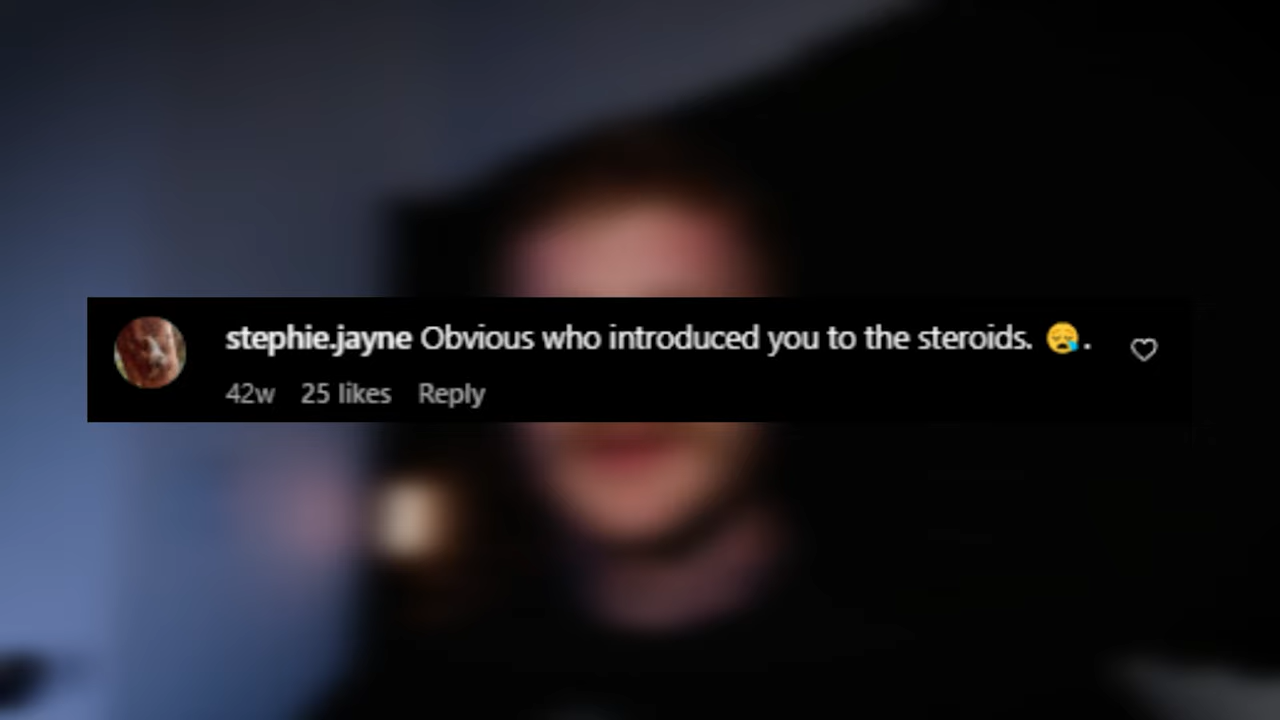 stephie.jayne Obvious who introduced you to the steroids. 😪.
42w 25 likes Reply